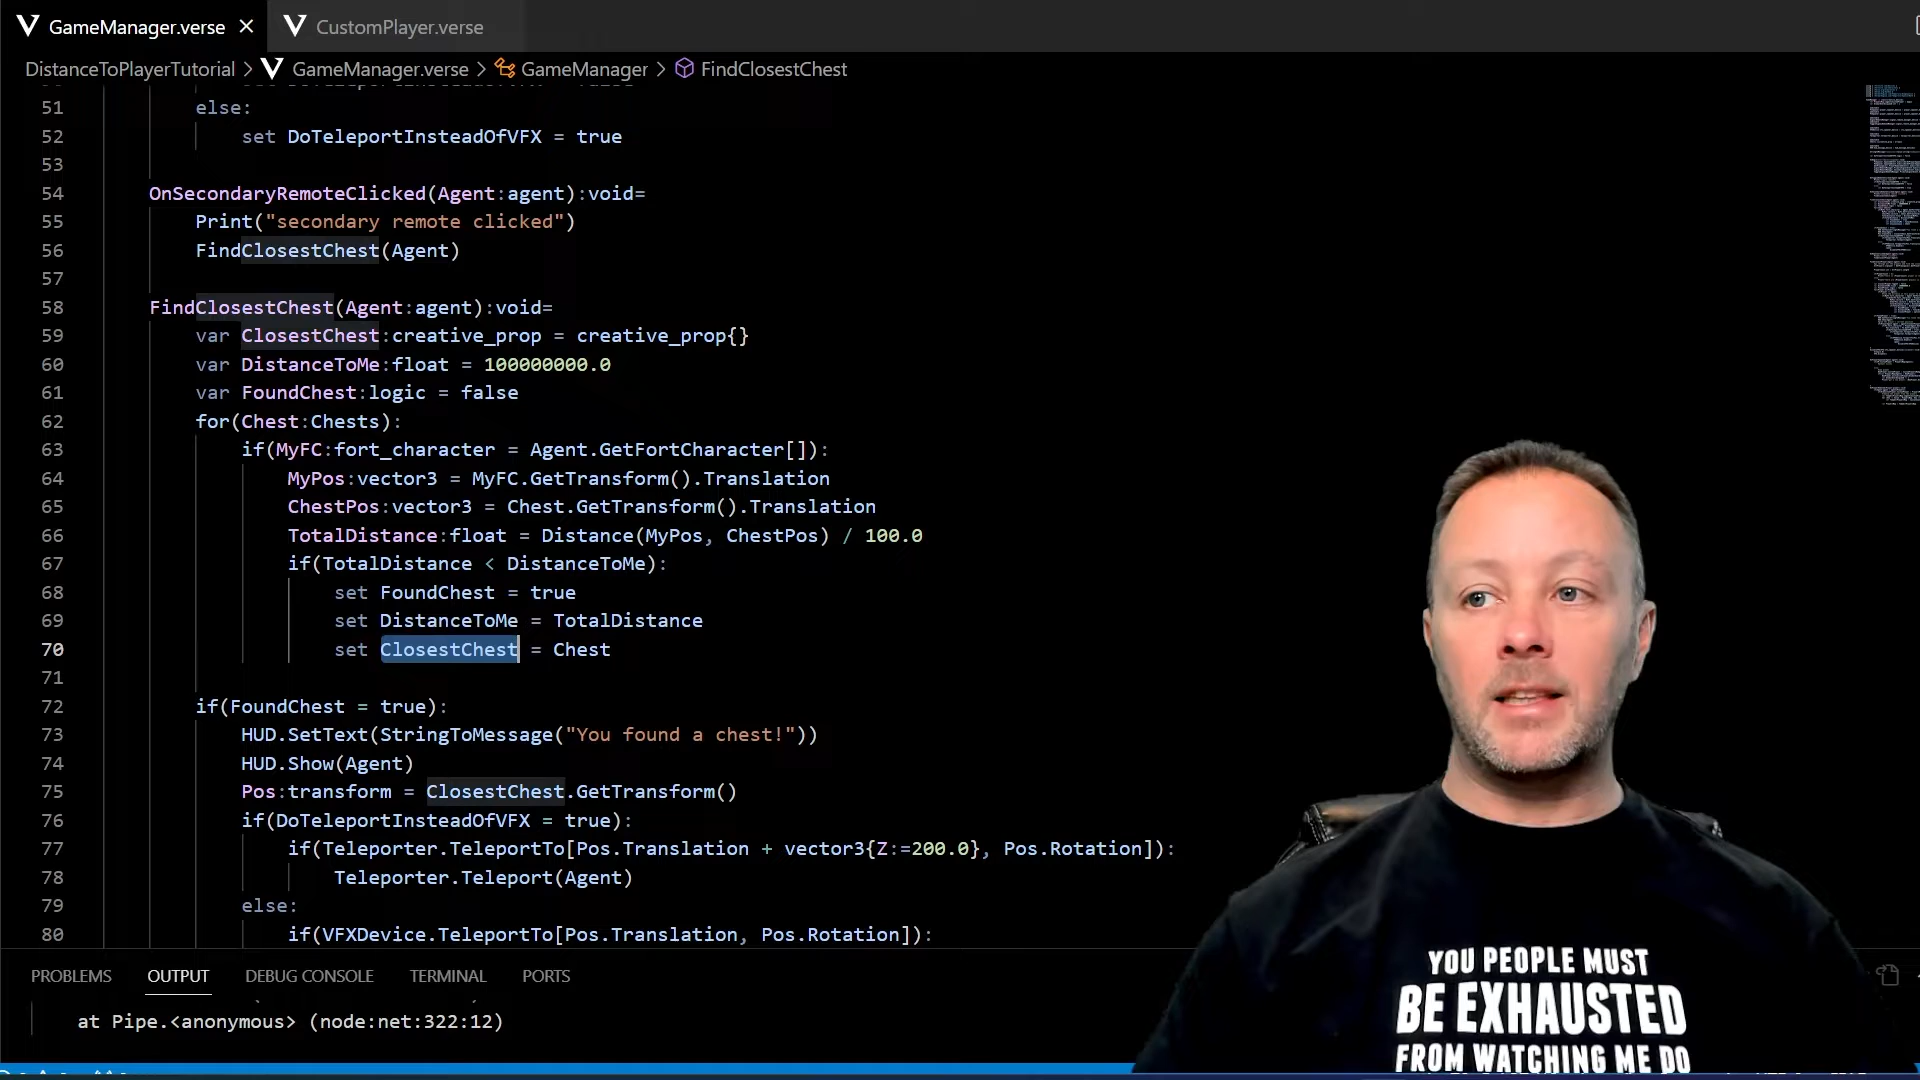 GameManager.verse
CustomPlayer.verse
DistanceToPlayerTutorial > GameManager.verse > GameManager > FindClosestChest
51 else:
52 set DoTeleportInsteadOfVFX = true
53
54 OnSecondaryRemoteClicked(Agent:agent):void=
55 Print("secondary remote clicked")
56 FindClosestChest(Agent)
57
58 FindClosestChest(Agent:agent):void=
59 var ClosestChest:creative_prop = creative_prop{}
60 var DistanceToMe:float = 100000000.0
61 var FoundChest:logic = false
62 for(Chest:Chests):
63 if(MyFC:fort_character = Agent.GetFortCharacter[]):
64 MyPos:vector3 = MyFC.GetTransform().Translation
65 ChestPos:vector3 = Chest.GetTransform().Translation
66 TotalDistance:float = Distance(MyPos, ChestPos) / 100.0
67 if(TotalDistance < DistanceToMe):
68 set FoundChest = true
69 set DistanceToMe = TotalDistance
70 set ClosestChest = Chest
71
72 if(FoundChest = true):
73 HUD.SetText(StringToMessage("You found a chest!"))
74 HUD.Show(Agent)
75 Pos:transform = ClosestChest.GetTransform()
76 if(DoTeleportInsteadOfVFX = true):
77 if(Teleporter.TeleportTo[Pos.Translation + vector3{Z:=200.0}, Pos.Rotation]):
78 Teleporter.Teleport(Agent)
79 else:
80 if(VFXDevice.TeleportTo[Pos.Translation, Pos.Rotation]):
PROBLEMS OUTPUT DEBUG CONSOLE TERMINAL PORTS
at Pipe.<anonymous> (node:net:322:12)
YOU PEOPLE MUST
BE EXHAUSTED
FROM WATCHING ME DO